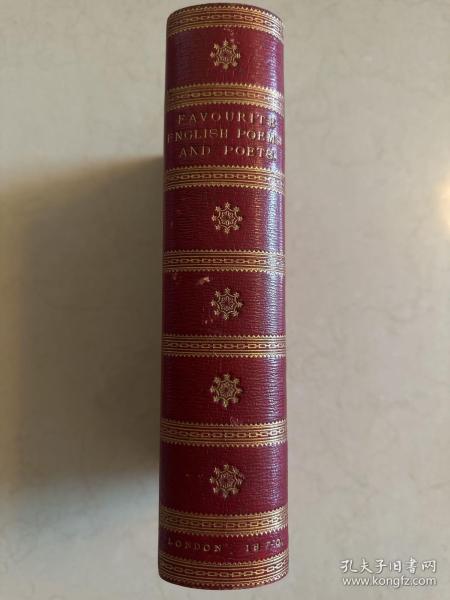 FAVOURITE
ENGLISH POEMS
AND POETS.
LONDON
孔夫子旧书网
www.kongfz.com